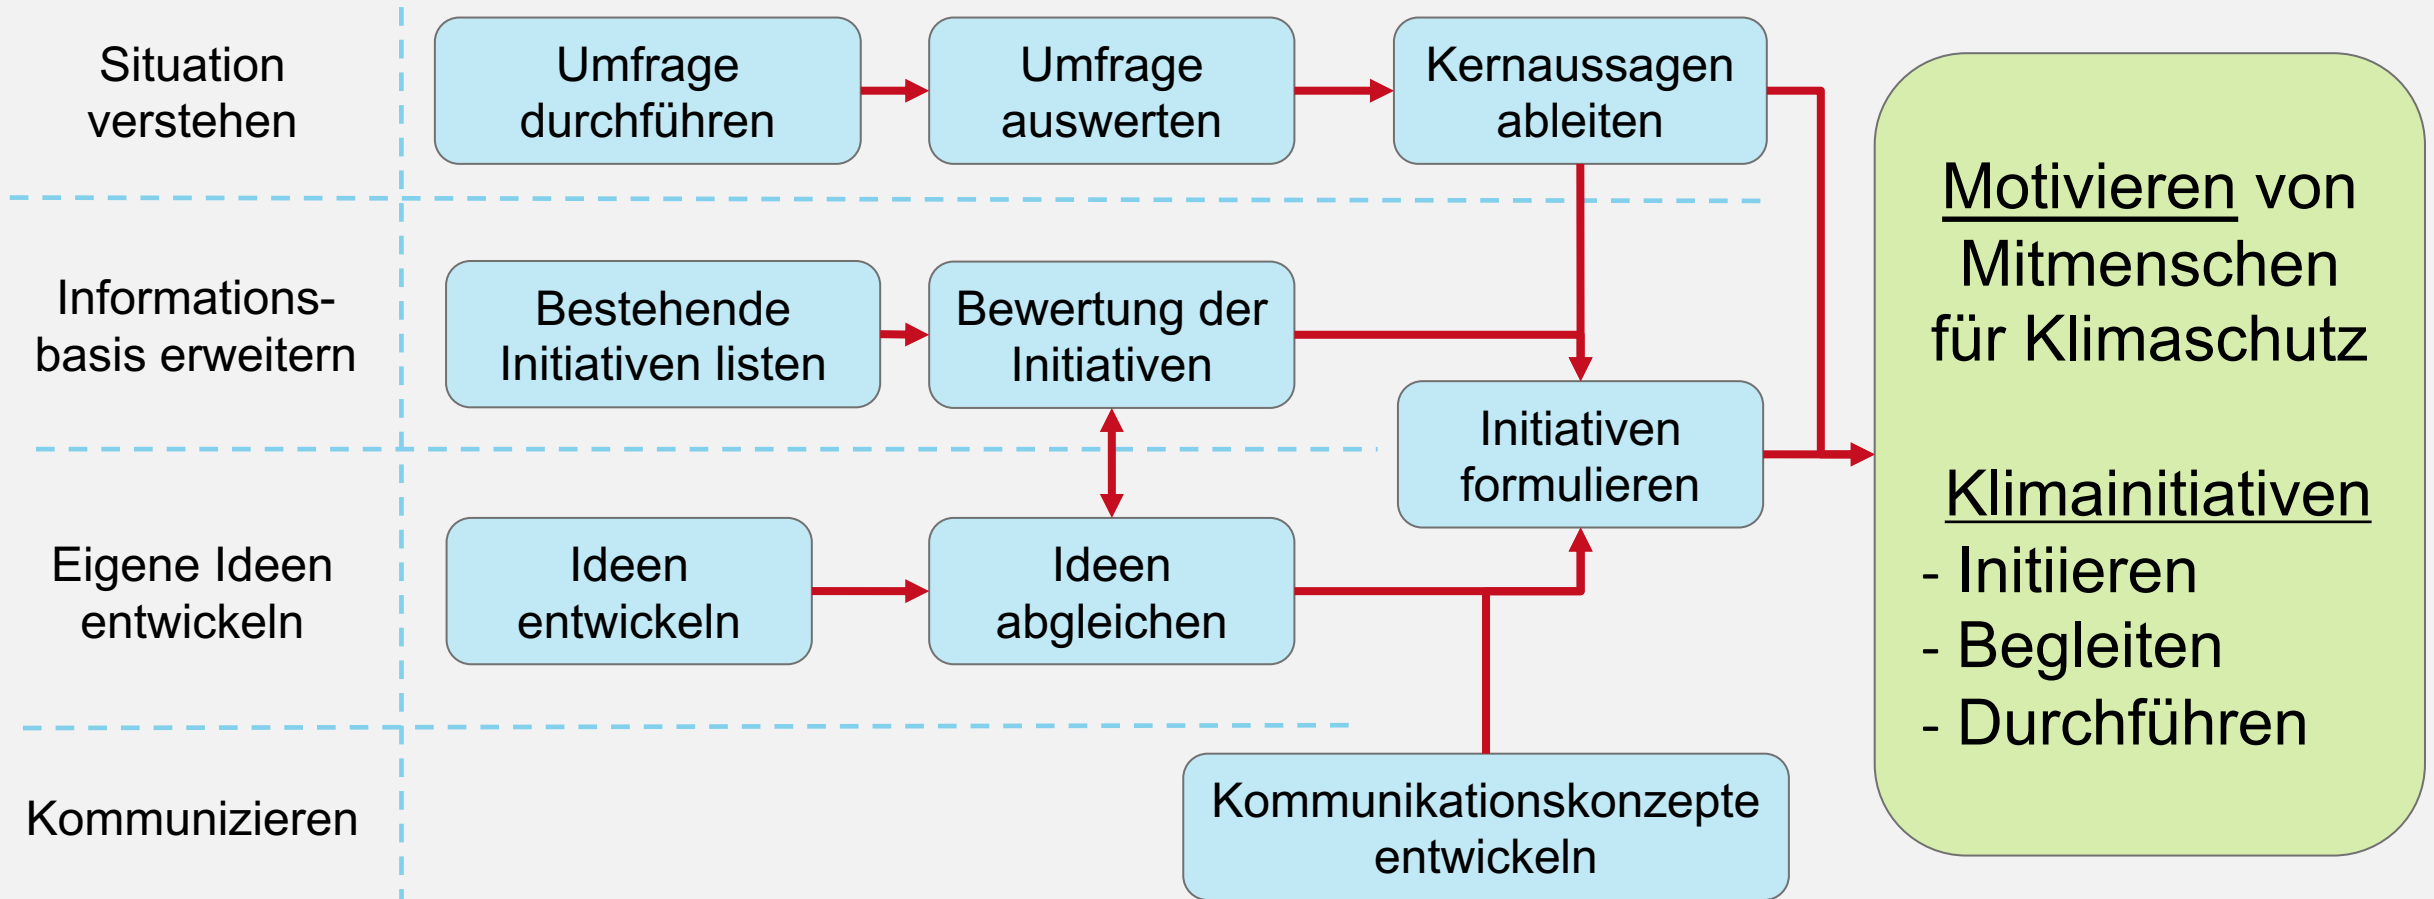 Situation
verstehen
Umfrage
durchführen
Umfrage
auswerten
Kernaussagen
ableiten
Informations-
basis erweitern
Bestehende
Initiativen listen
Bewertung der
Initiativen
Initiativen
formulieren
Eigene Ideen
entwickeln
Ideen
entwickeln
Ideen
abgleichen
Kommunizieren
Kommunikationskonzepte
entwickeln
Motivieren von
Mitmenschen
für Klimaschutz
Klimainitiativen
- Initiieren
- Begleiten
- Durchführen